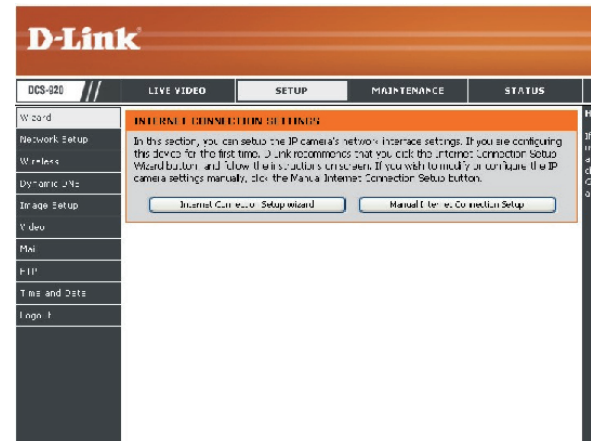 D-Link
DCS-920
LIVE VIDEO
SETUP
MAINTENANCE
STATUS
Wizard
Network Setup
Wireless
Dynamic DNS
Image Setup
Video
Mail
FTP
Time and Date
Logout
INTERNET CONNECTION SETTINGS
In this section, you can setup the IP camera's network interface settings. If you are configuring
this device for the first time, D-Link recommends that you click the Internet Connection Setup
Wizard button, and follow the instructions on screen. If you wish to modify or configure the IP
camera settings manually, click the Manual Internet Connection Setup button.
Internet Connection Setup wizard
Manual Internet Connection Setup